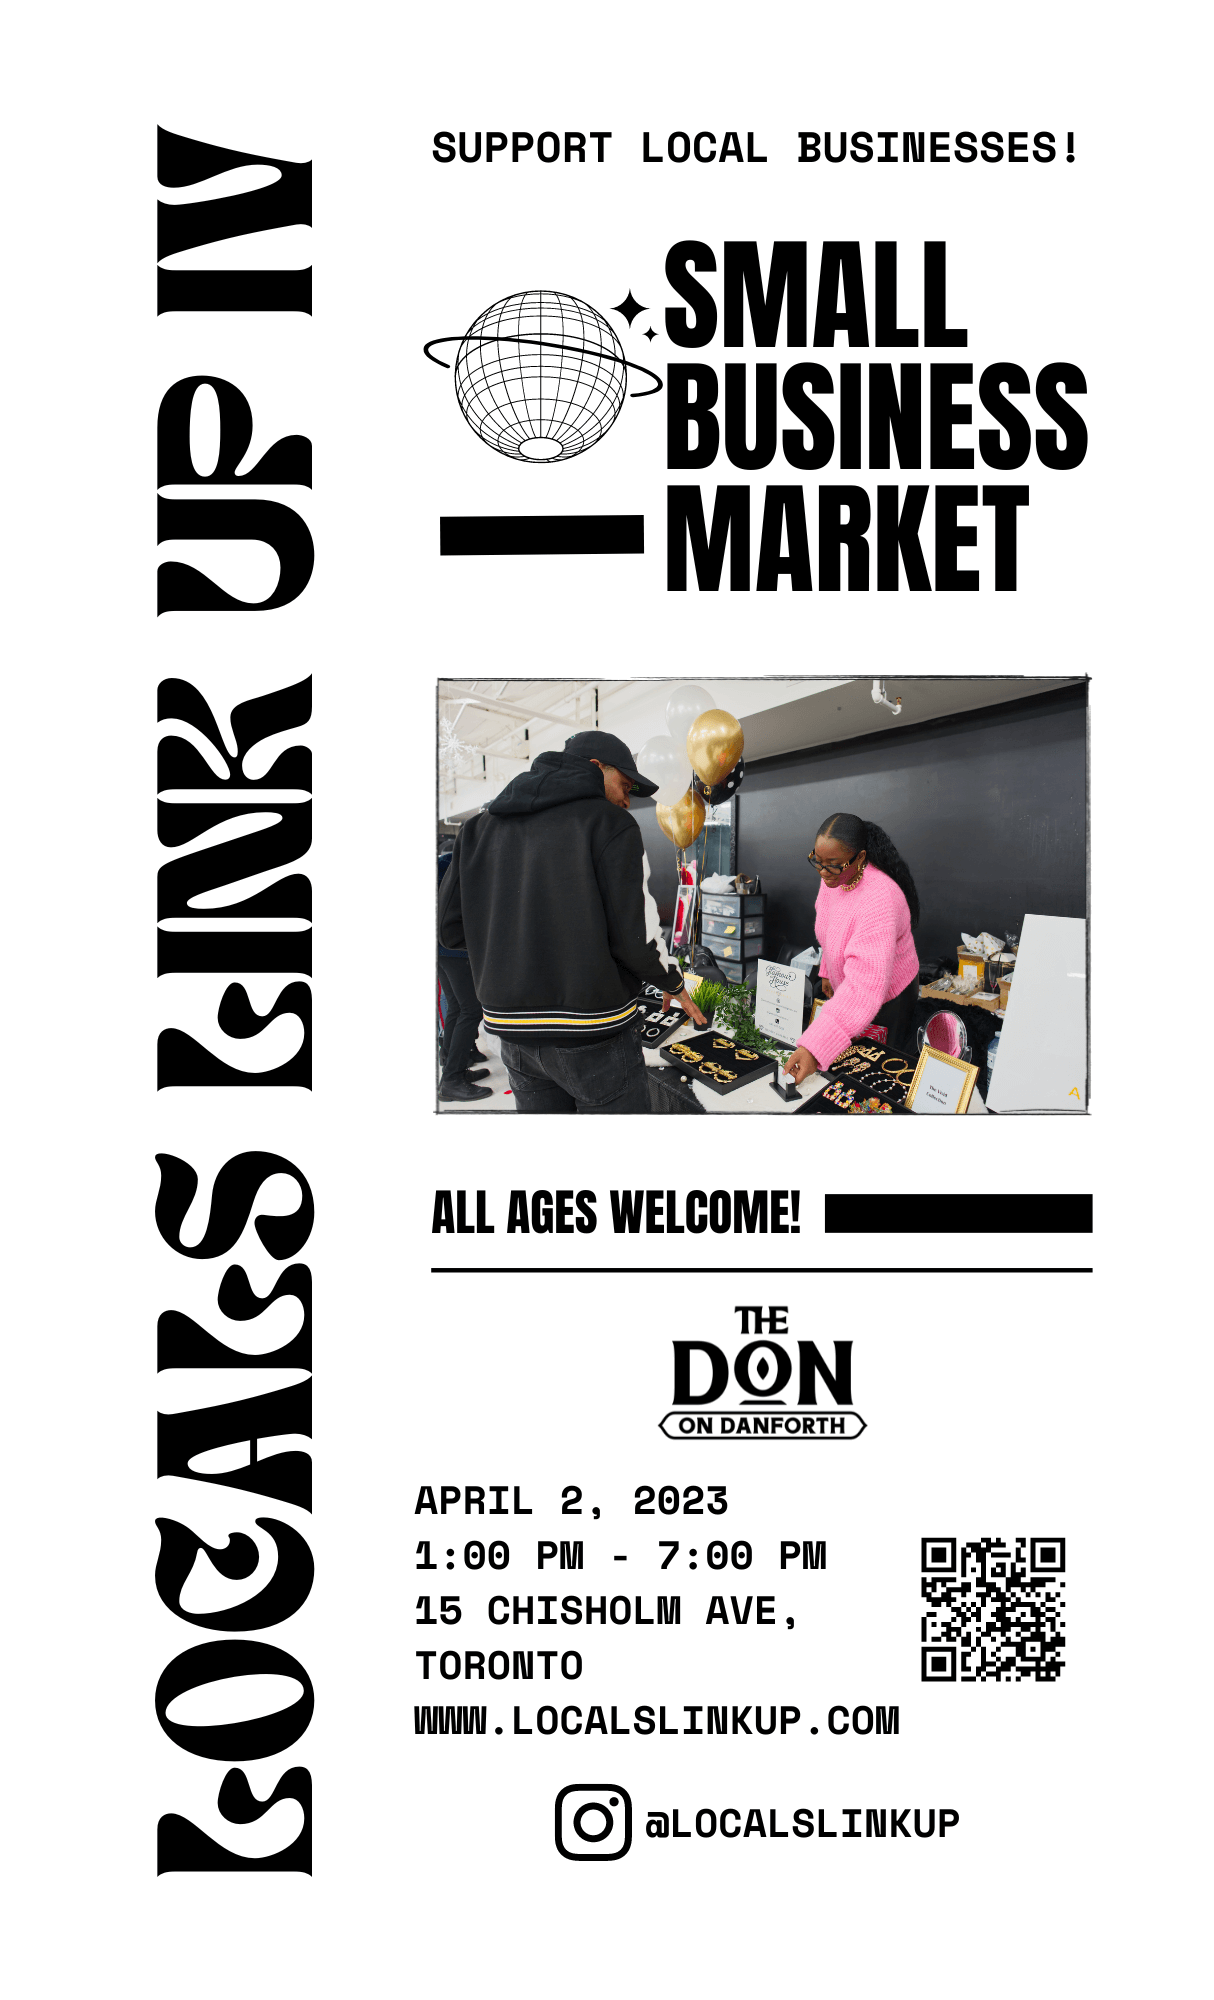 LOCALS LINK UP IV
SUPPORT LOCAL BUSINESSES!
SMALL
BUSINESS
MARKET
ALL AGES WELCOME!
THE
DON
ON DANFORTH
APRIL 2, 2023
1:00 PM - 7:00 PM
15 CHISHOLM AVE,
TORONTO
WWW.LOCALSLINKUP.COM
@LOCALSLINKUP